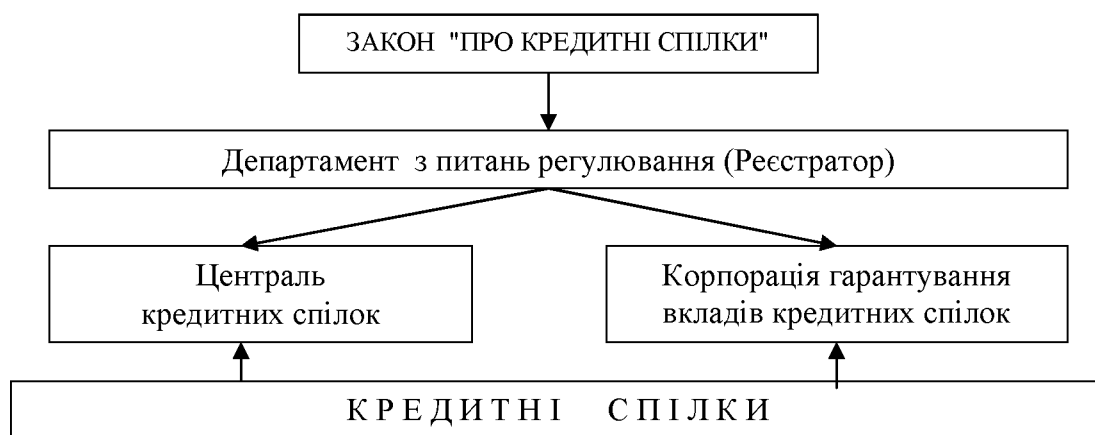 ЗАКОН "ПРО КРЕДИТНІ СПІЛКИ"
Департамент з питань регулювання (Реєстратор)
Централь
кредитних спілок
Корпорація гарантування
вкладів кредитних спілок
К Р Е Д И Т Н І С П І Л К И